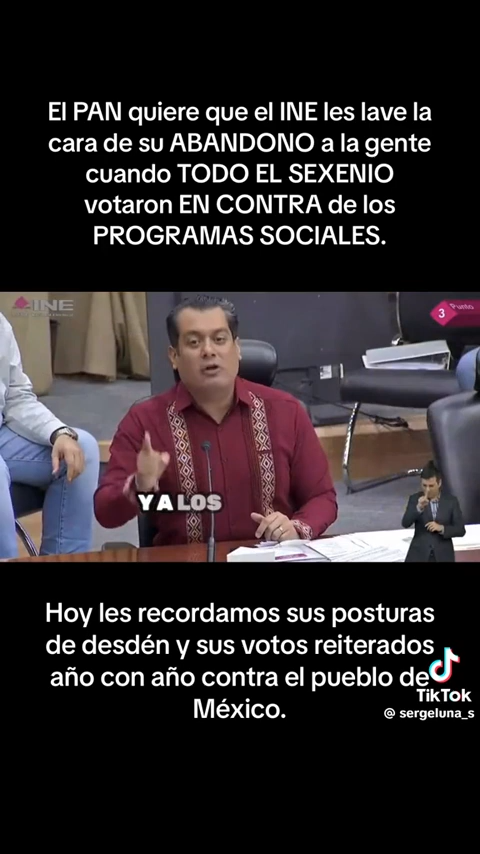 El PAN quiere que el INE les lave la
cara de su ABANDONO a la gente
cuando TODO EL SEXENIO
votaron EN CONTRA de los
PROGRAMAS SOCIALES.
INE
3
Punto
Y A LOS
Hoy les recordamos sus posturas
de desdén y sus votos reiterados
año con año contra el pueblo de
México.
TikTok
@ sergeluna_s